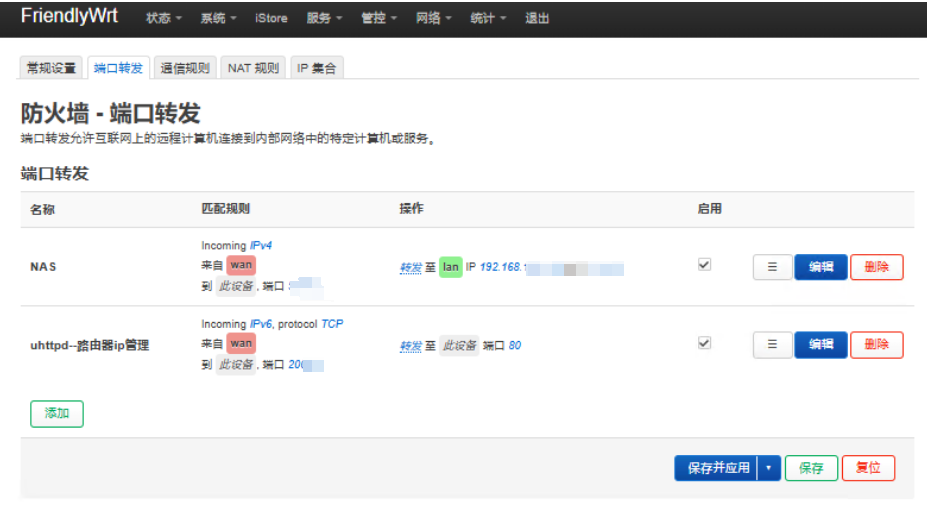 FriendlyWrt 状态 系统 iStore 服务 管控 网络 统计 退出
常规设置 端口转发 通信规则 NAT 规则 IP 集合
防火墙 - 端口转发
端口转发允许互联网上的远程计算机连接到内部网络中的特定计算机或服务。
端口转发
名称 匹配规则 操作 启用
Incoming IPv4
NAS 来自 wan 转发 至 lan IP 192.168. 编辑 删除
到 此设备, 端口
Incoming IPv6, protocol TCP
uhttpd--路由器ip管理 来自 wan 转发 至 此设备 端口 80 编辑 删除
到 此设备, 端口 20
添加
保存并应用 保存 复位